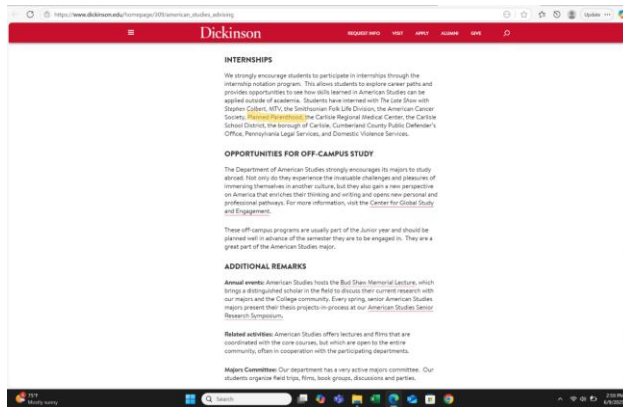 https://www.dickinson.edu/homepage/309/american_studies_advising
Update
Dickinson
REQUEST INFO VISIT APPLY ALUMNI GIVE
INTERNSHIPS
We strongly encourage students to participate in internships through the
internship notation program. This allows students to explore career paths and
provides opportunities to see how skills learned in American Studies can be
applied outside of academia. Students have interned with The Late Show with
Stephen Colbert, MTV, the Smithsonian Folk Life Division, the American Cancer
Society, Planned Parenthood, the Carlisle Regional Medical Center, the Carlisle
School District, the borough of Carlisle, Cumberland County Public Defender's
Office, Pennsylvania Legal Services, and Domestic Violence Services.
OPPORTUNITIES FOR OFF-CAMPUS STUDY
The Department of American Studies strongly encourages its majors to study
abroad. Not only do they experience the invaluable challenges and pleasures of
immersing themselves in another culture, but they also gain a new perspective
on America that enriches their thinking and writing and opens new personal and
professional pathways. For more information, visit the Center for Global Study
and Engagement.
These off-campus programs are usually part of the Junior year and should be
planned well in advance of the semester they are to be engaged in. They are a
great part of the American Studies major.
ADDITIONAL REMARKS
Annual events: American Studies hosts the Bud Shaw Memorial Lecture, which
brings a distinguished scholar in the field to discuss their current research with
our majors and the College community. Every spring, senior American Studies
majors present their thesis projects-in-process at our American Studies Senior
Research Symposium.
Related activities: American Studies offers lectures and films that are
coordinated with the core courses, but which are open to the entire
community, often in cooperation with the participating departments.
Majors Committee: Our department has a very active majors committee. Our
students organize field trips, films, book groups, discussions and parties.
Mostly sunny
Search